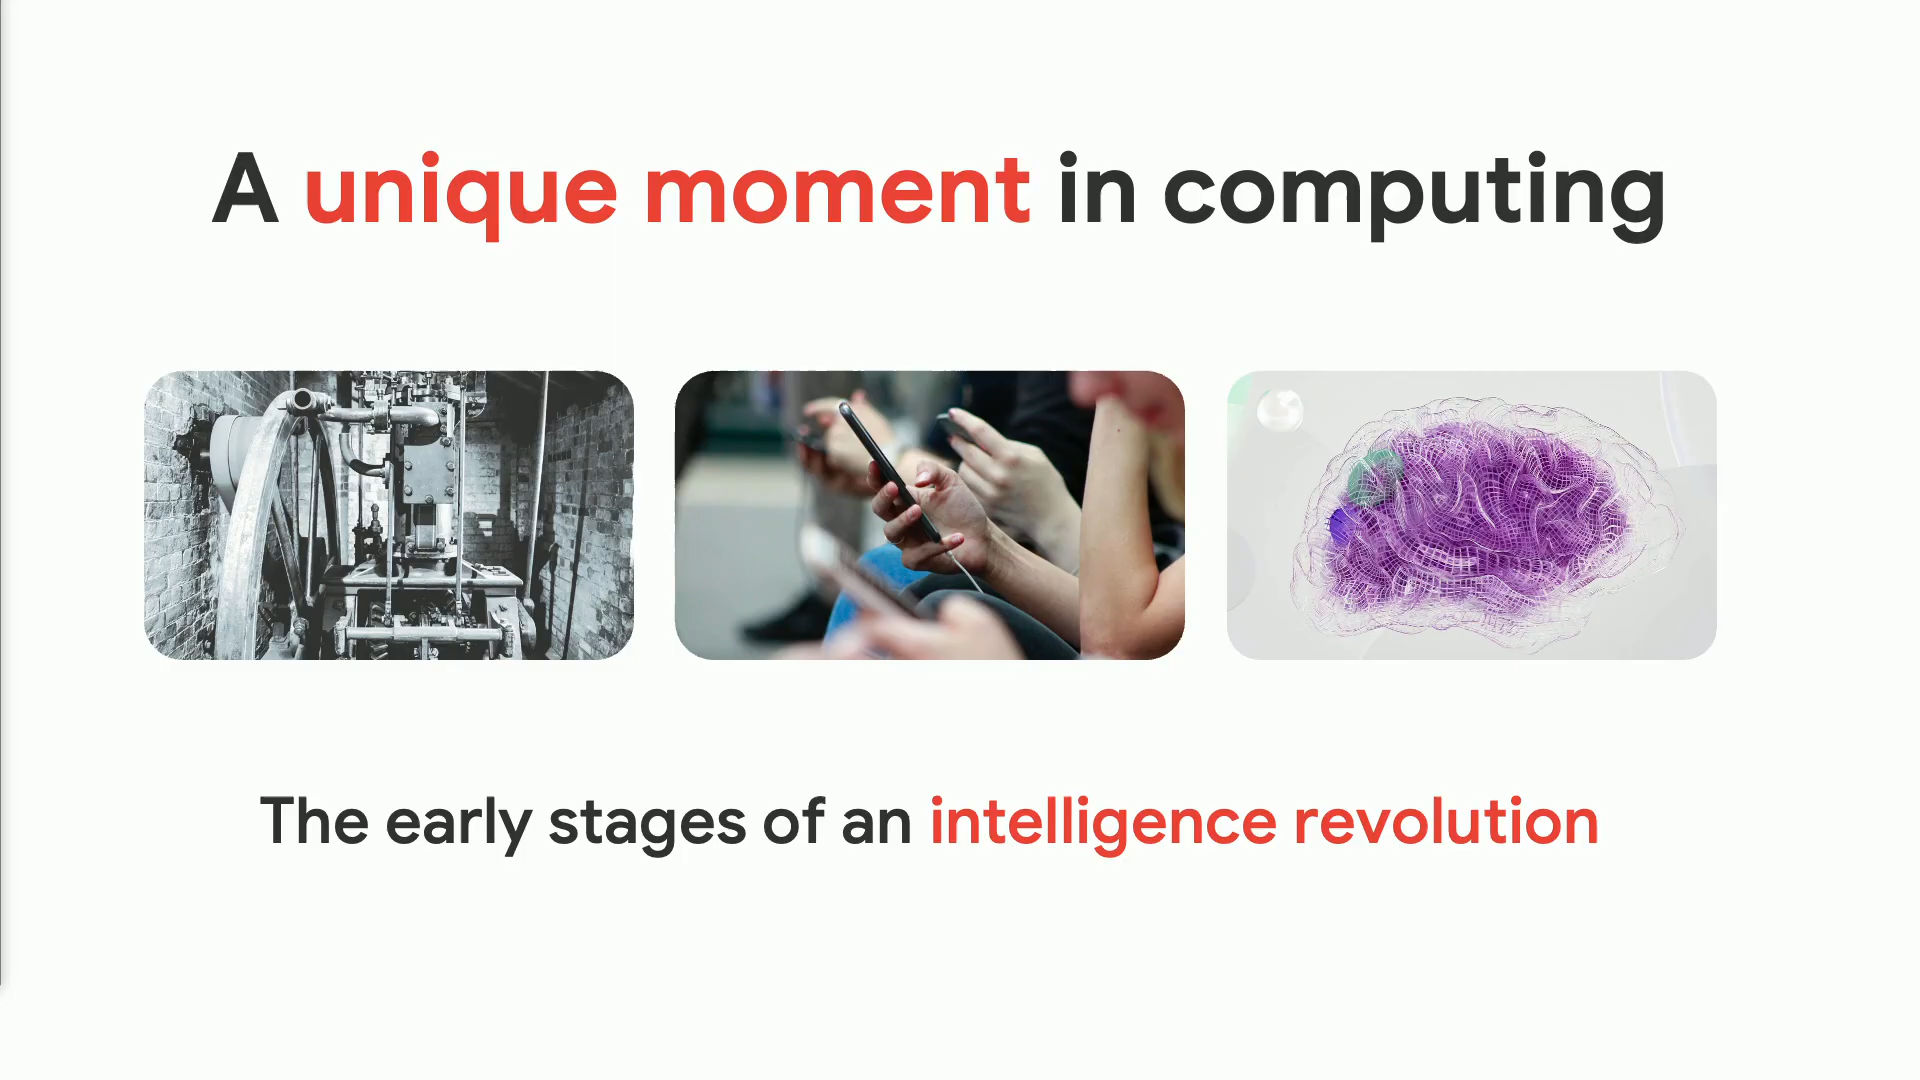 A unique moment in computing
The early stages of an intelligence revolution